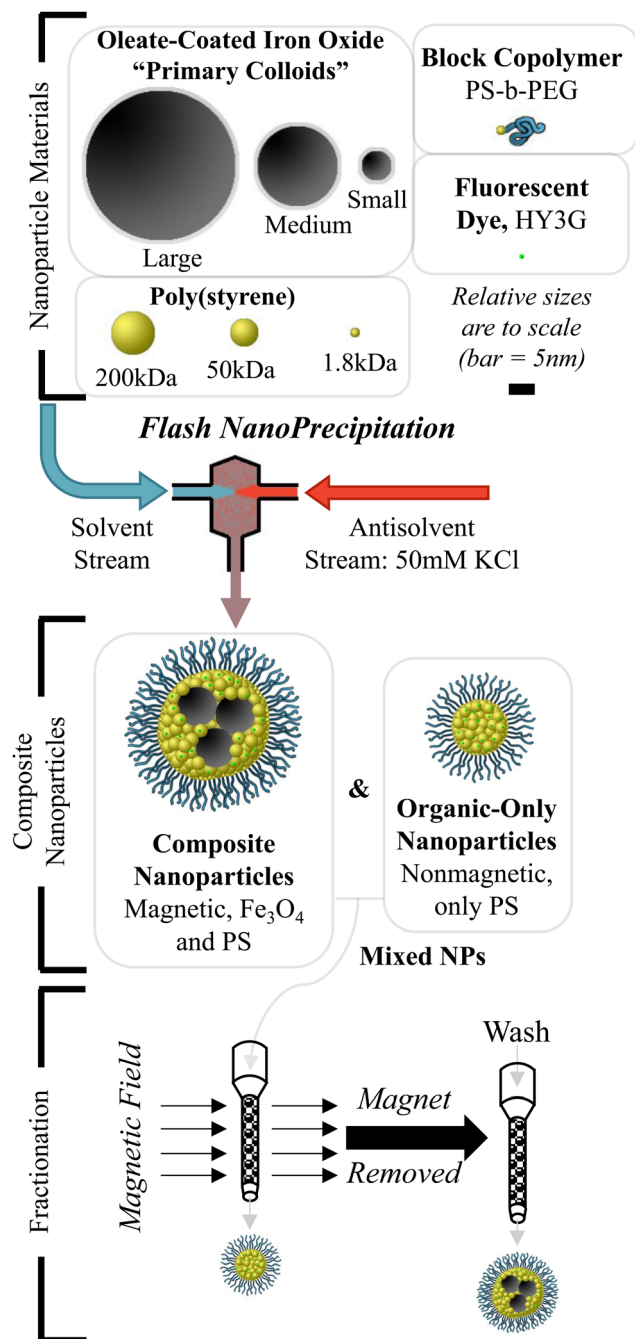 Nanoparticle Materials
Oleate-Coated Iron Oxide
“Primary Colloids”
Large
Medium
Small
Block Copolymer
PS-b-PEG
Fluorescent
Dye, HY3G
Poly(styrene)
200kDa
50kDa
1.8kDa
Relative sizes
are to scale
(bar = 5nm)
Flash NanoPrecipitation
Solvent
Stream
Antisolvent
Stream: 50mM KCl
Composite
Nanoparticles
Composite
Nanoparticles
Magnetic, Fe₃O₄
and PS
&
Organic-Only
Nanoparticles
Nonmagnetic,
only PS
Mixed NPs
Fractionation
Magnetic Field
Magnet
Removed
Wash